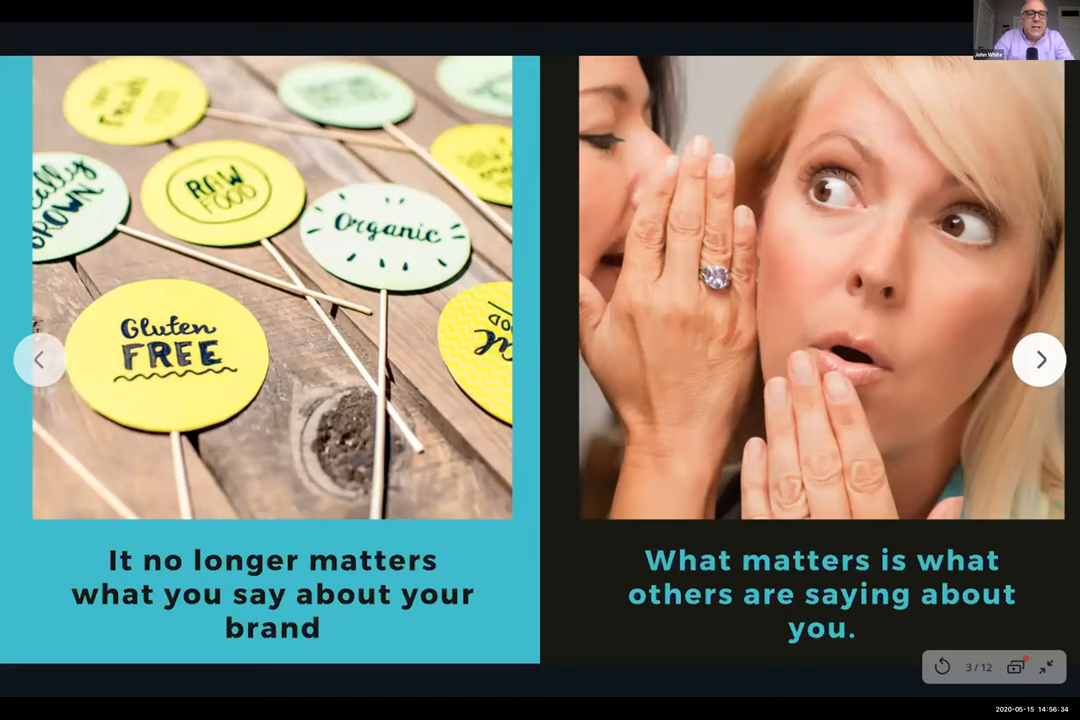 John White
RAW
FOOD
Organic
GROWN
Gluten
FREE
It no longer matters
what you say about your
brand
What matters is what
others are saying about
you.
3 / 12
2020-05-15 14:56:34